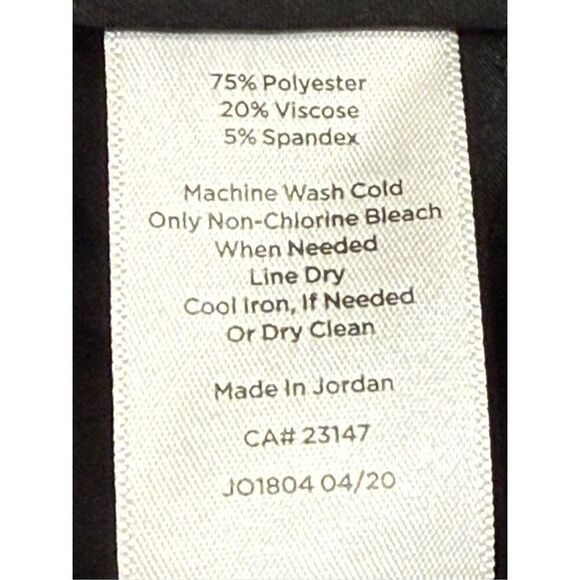 75% Polyester
20% Viscose
5% Spandex
Machine Wash Cold
Only Non-Chlorine Bleach
When Needed
Line Dry
Cool Iron, If Needed
Or Dry Clean
Made In Jordan
CA# 23147
JO1804 04/20